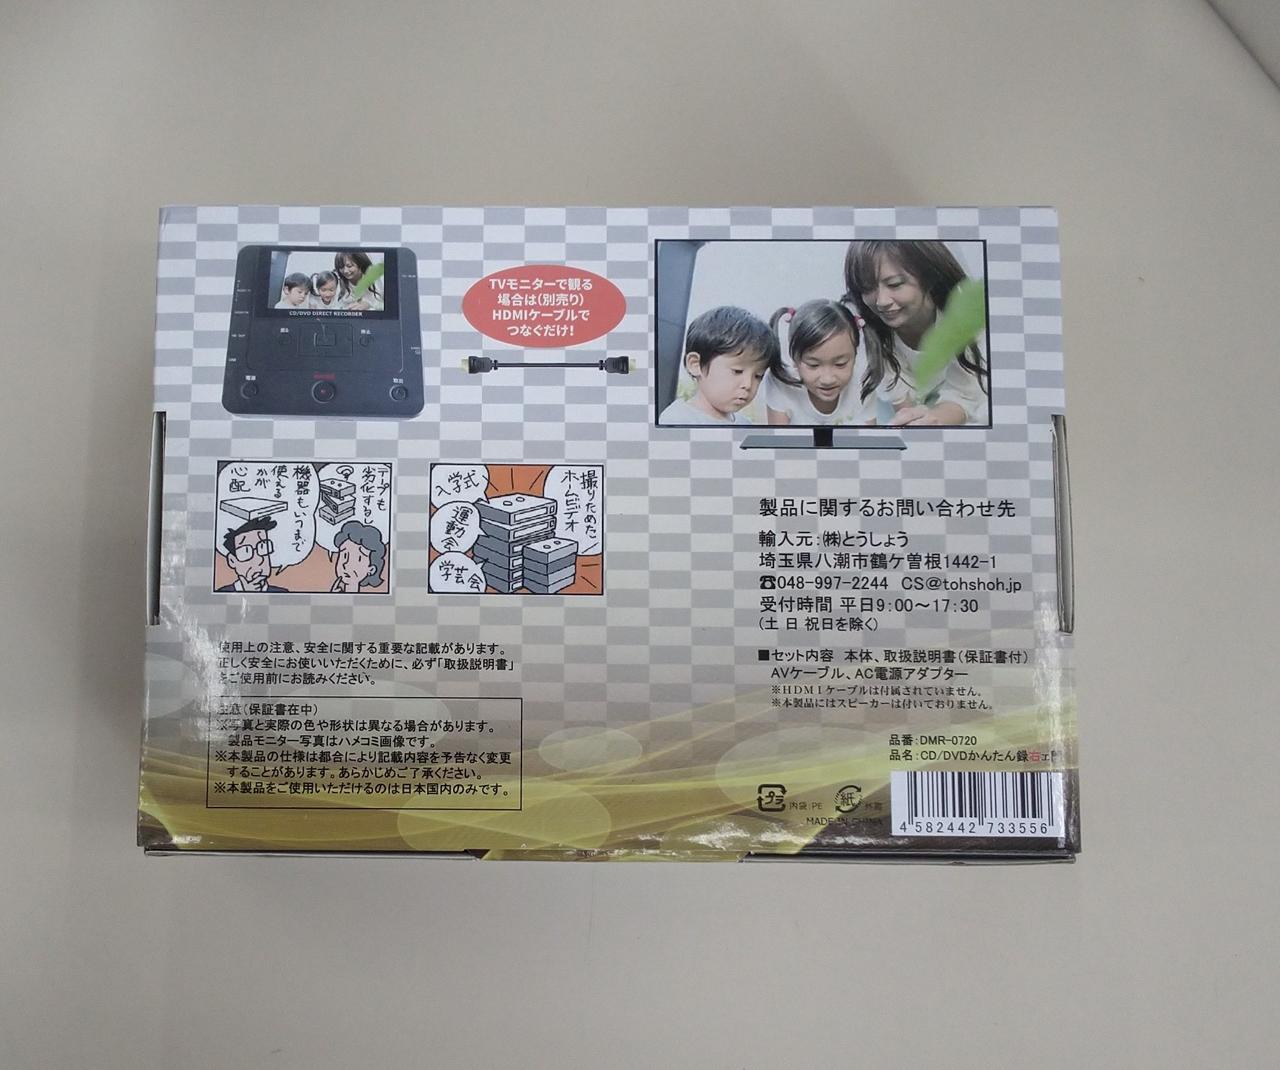 CD/DVD DIRECT RECORDER
戻る
停止
電源
取出
TVモニターで観る
場合は(別売り)
HDMIケーブルで
つなぐだけ!
テープも
劣化するし
機器もいつまで
使えるか
心配
撮りためた
ホームビデオ
入学式
運動会
学芸会
製品に関するお問い合わせ先
輸入元:㈱とうしょう
埼玉県八潮市鶴ケ曽根1442-1
☎048-997-2244 CS@tohshoh.jp
受付時間 平日9:00〜17:30
(土 日 祝日を除く)
■セット内容 本体、取扱説明書(保証書付)
AVケーブル、AC電源アダプター
※HDMIケーブルは付属されていません。
※本製品にはスピーカーは付いておりません。
使用上の注意、安全に関する重要な記載があります。
正しく安全にお使いいただくために、必ず「取扱説明書」
をご使用前にお読みください。
注意(保証書在中)
※写真と実際の色や形状は異なる場合があります。
製品モニター写真はハメコミ画像です。
※本製品の仕様は都合により記載内容を予告なく変更
することがあります。あらかじめご了承ください。
※本製品をご使用いただけるのは日本国内のみです。
品番:DMR-0720
品名:CD/DVDかんたん録右ェ門
プラ 内袋:PE 紙 外箱
MADE IN CHINA
4 582442 733556